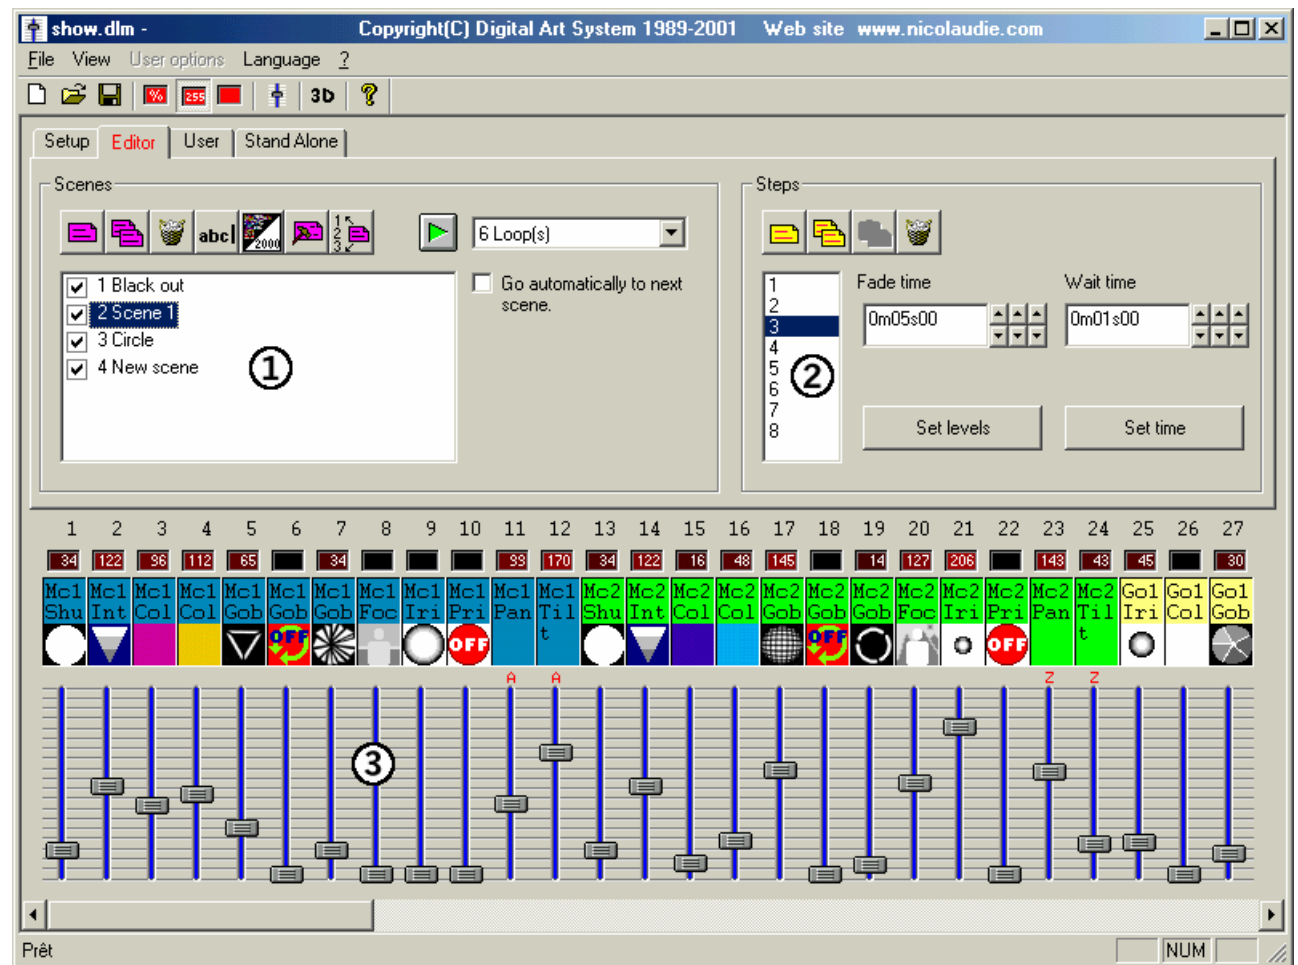 show.dlm - Copyright(C) Digital Art System 1989-2001 Web site www.nicolaudie.com
File View User options Language ?
% 255 3D ?
Setup Editor User Stand Alone
Scenes
abc 2000 1 2 3
6 Loop(s)
1 Black out
2 Scene 1
3 Circle
4 New scene
1
Go automatically to next
scene.
Steps
1
2
3
4
5
6
7
8
2
Fade time Wait time
0m05s00 0m01s00
Set levels Set time
1 2 3 4 5 6 7 8 9 10 11 12 13 14 15 16 17 18 19 20 21 22 23 24 25 26 27
34 122 96 112 65 34 99 170 34 122 16 48 145 14 127 206 143 43 45 30
Mc1 Mc1 Mc1 Mc1 Mc1 Mc1 Mc1 Mc1 Mc1 Mc1 Mc1 Mc1 Mc2 Mc2 Mc2 Mc2 Mc2 Mc2 Mc2 Mc2 Mc2 Mc2 Mc2 Mc2 Go1 Go1 Go1
Shu Int Col Col Gob Gob Gob Foc Iri Pri Pan Til Shu Int Col Col Gob Gob Gob Foc Iri Pri Pan Til Iri Col Gob
t t
OFF OFF OFF OFF
A A Z Z
3
Prêt NUM